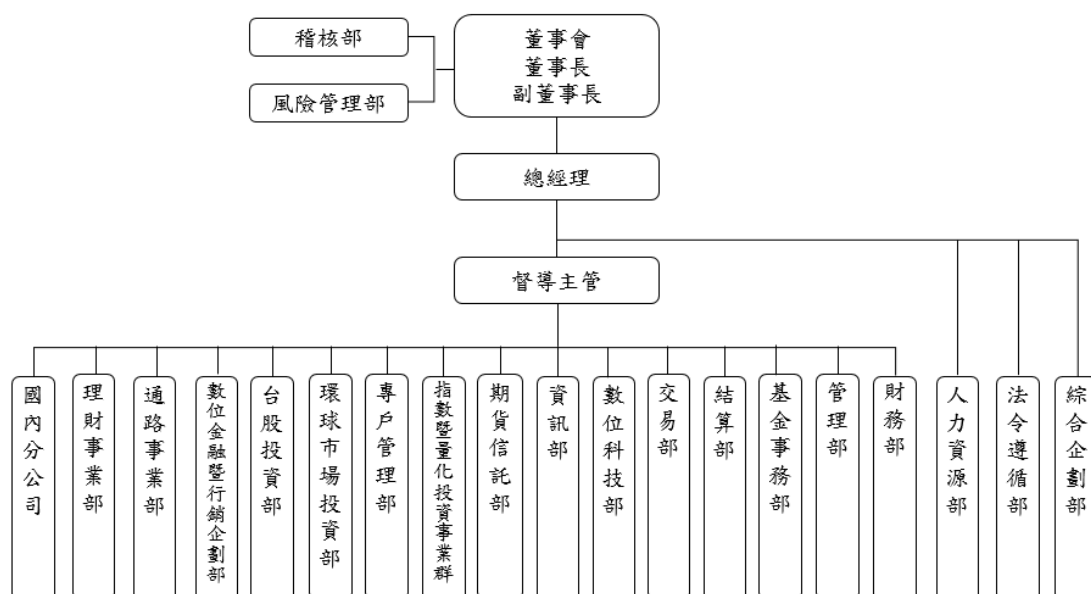 稽核部
風險管理部
董事會
董事長
副董事長
總經理
督導主管
國內分公司
理財事業部
通路事業部
數位金融暨行銷企劃部
台股投資部
環球市場投資部
專戶管理部
指數暨量化投資事業群
期貨信託部
資訊部
數位科技部
交易部
結算部
基金事務部
管理部
財務部
人力資源部
法令遵循部
綜合企劃部